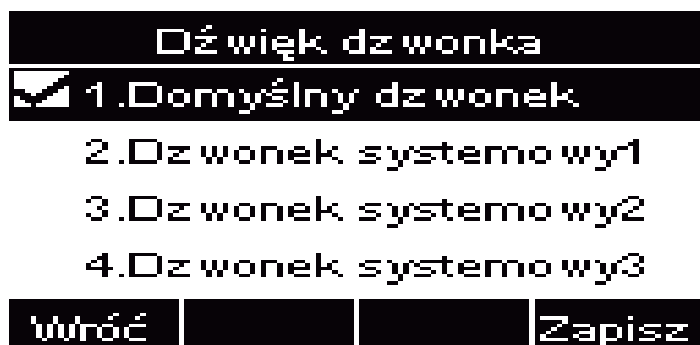 Dźwięk dzwonka
1.Domyślny dzwonek
2.Dzwonek systemowy1
3.Dzwonek systemowy2
4.Dzwonek systemowy3
Wróć Zapisz